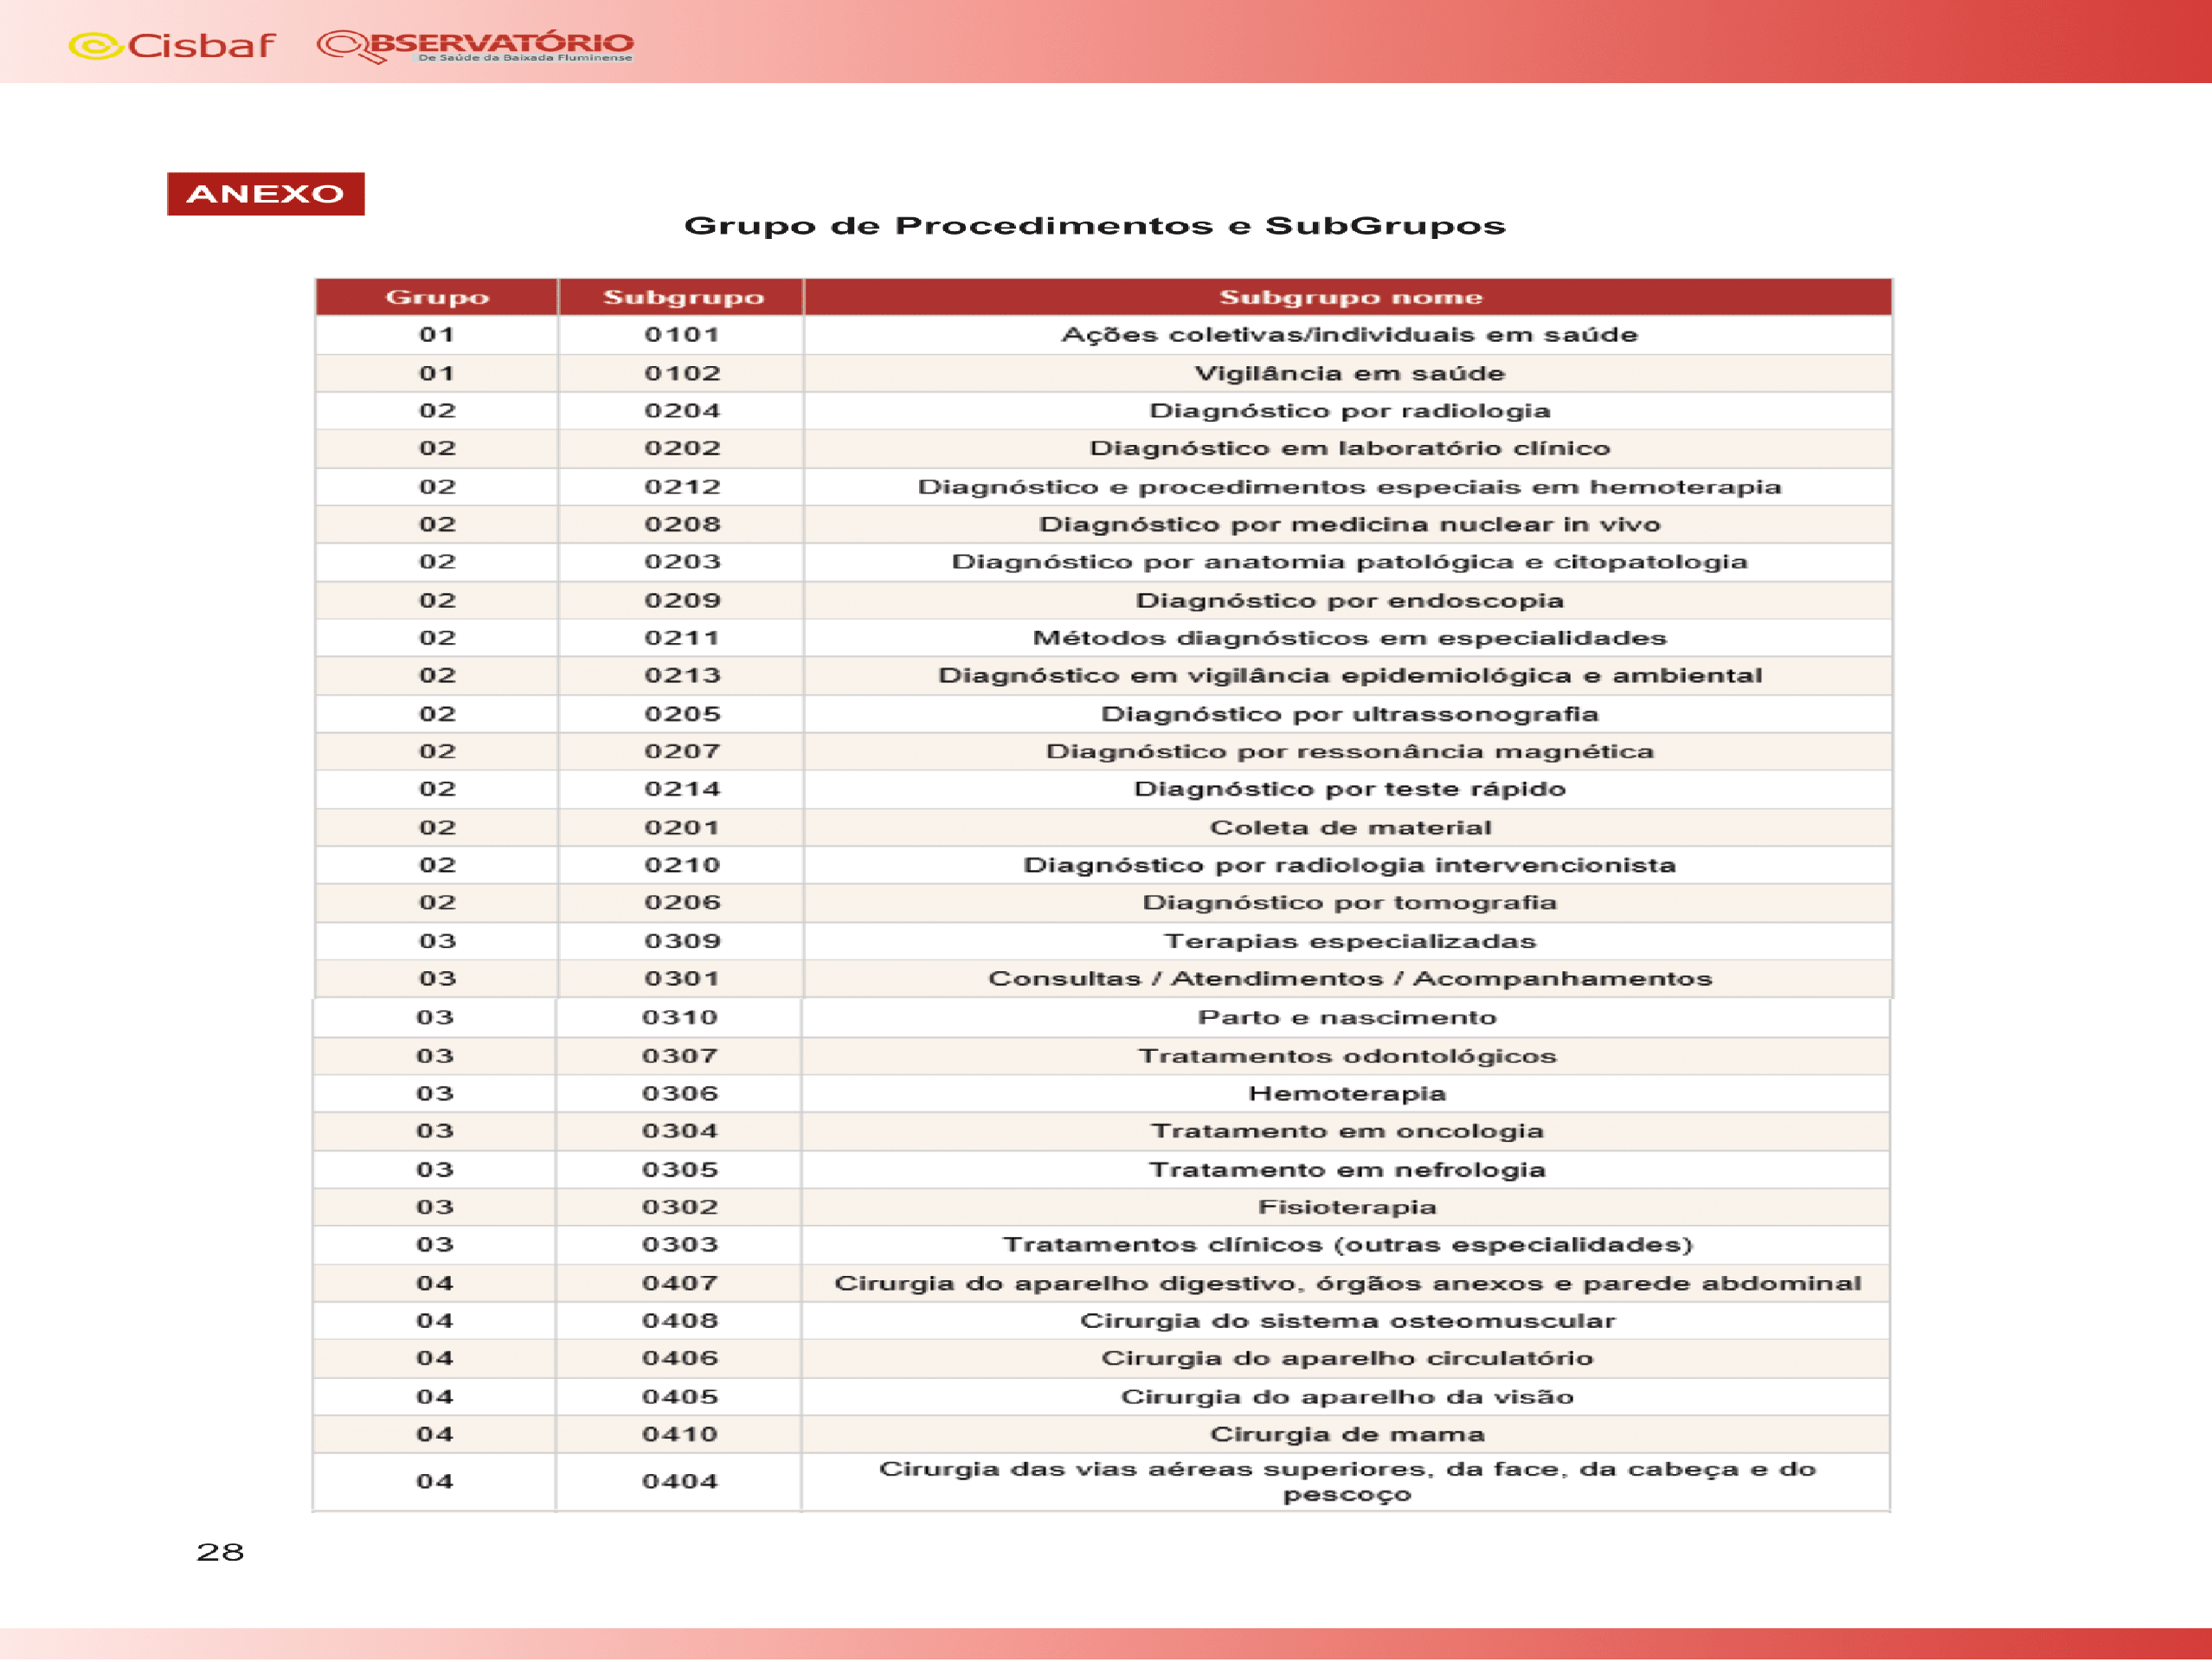 Cisbaf OBSERVATÓRIO
De Saúde da Baixada Fluminense
ANEXO
Grupo de Procedimentos e SubGrupos
Grupo Subgrupo Subgrupo nome
01 0101 Ações coletivas/individuais em saúde
01 0102 Vigilância em saúde
02 0204 Diagnóstico por radiologia
02 0202 Diagnóstico em laboratório clínico
02 0212 Diagnóstico e procedimentos especiais em hemoterapia
02 0208 Diagnóstico por medicina nuclear in vivo
02 0203 Diagnóstico por anatomia patológica e citopatologia
02 0209 Diagnóstico por endoscopia
02 0211 Métodos diagnósticos em especialidades
02 0213 Diagnóstico em vigilância epidemiológica e ambiental
02 0205 Diagnóstico por ultrassonografia
02 0207 Diagnóstico por ressonância magnética
02 0214 Diagnóstico por teste rápido
02 0201 Coleta de material
02 0210 Diagnóstico por radiologia intervencionista
02 0206 Diagnóstico por tomografia
03 0309 Terapias especializadas
03 0301 Consultas / Atendimentos / Acompanhamentos
03 0310 Parto e nascimento
03 0307 Tratamentos odontológicos
03 0306 Hemoterapia
03 0304 Tratamento em oncologia
03 0305 Tratamento em nefrologia
03 0302 Fisioterapia
03 0303 Tratamentos clínicos (outras especialidades)
04 0407 Cirurgia do aparelho digestivo, órgãos anexos e parede abdominal
04 0408 Cirurgia do sistema osteomuscular
04 0406 Cirurgia do aparelho circulatório
04 0405 Cirurgia do aparelho da visão
04 0410 Cirurgia de mama
04 0404 Cirurgia das vias aéreas superiores, da face, da cabeça e do
pescoço
28